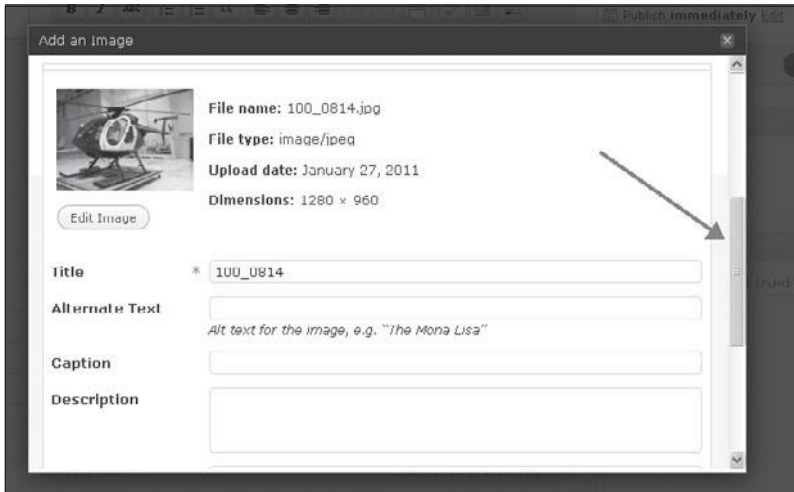 B I ABC
Publish immediately Edit
Add an Image
File name: 100_0814.jpg
File type: image/jpeg
Upload date: January 27, 2011
Dimensions: 1280 × 960
Edit Image
Title * 100_0814
Alternate Text
Alt text for the image, e.g. "The Mona Lisa"
Used
Caption
Description